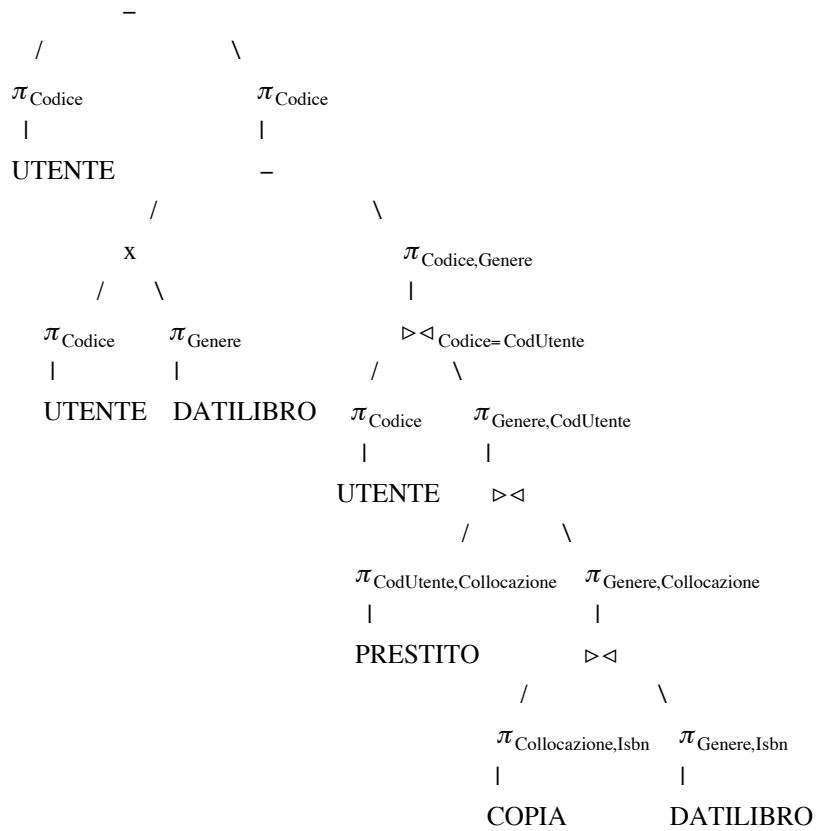 –
/ \
π Codice π Codice
| |
UTENTE –
/ \
x π Codice,Genere
/ \ |
π Codice π Genere ▷◁ Codice= CodUtente
| | / \
UTENTE DATILIBRO π Codice π Genere,CodUtente
| |
UTENTE ▷◁
/ \
π CodUtente,Collocazione π Genere,Collocazione
| |
PRESTITO ▷◁
/ \
π Collocazione,Isbn π Genere,Isbn
| |
COPIA DATILIBRO